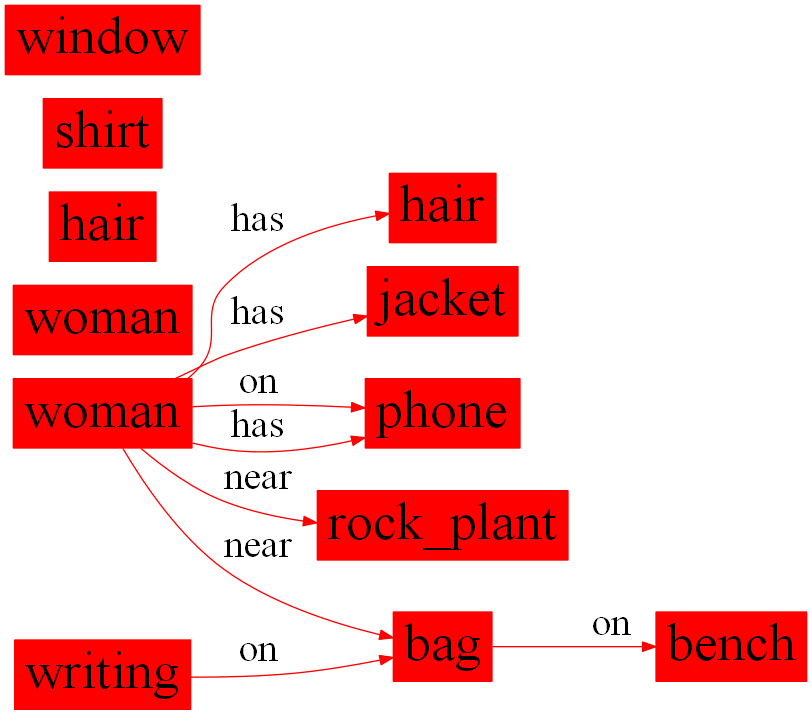 window
shirt
hair
hair
has
jacket
has
woman
on
woman
phone
has
near
rock_plant
near
on
bag
on
bench
writing